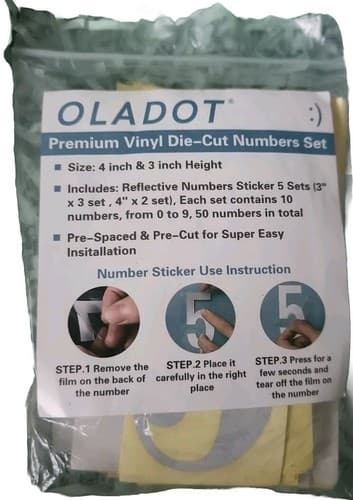 OLADOT® :)
Premium Vinyl Die-Cut Numbers Set
Size: 4 inch & 3 inch Height
Includes: Reflective Numbers Sticker 5 Sets (3"
x 3 set , 4" x 2 set), Each set contains 10
numbers, from 0 to 9, 50 numbers in total
Pre-Spaced & Pre-Cut for Super Easy
Insitallation
Number Sticker Use Instruction
5 5
STEP.1 Remove the
film on the back of
the number
STEP.2 Place it
carefully in the right
place
STEP.3 Press for a
few seconds and
tear off the film on
the number